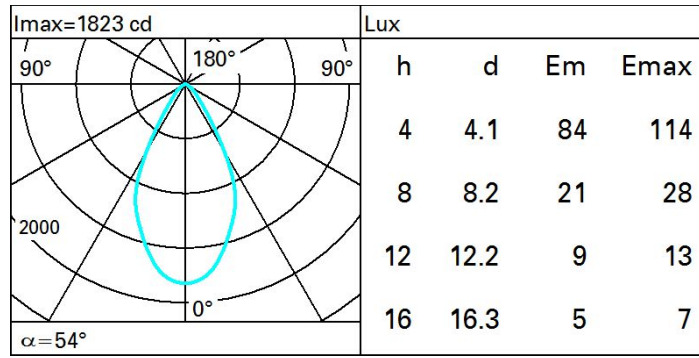 Imax=1823 cd
Lux
90° 180° 90°
h d Em Emax
4 4.1 84 114
8 8.2 21 28
2000
12 12.2 9 13
0°
16 16.3 5 7
α=54°